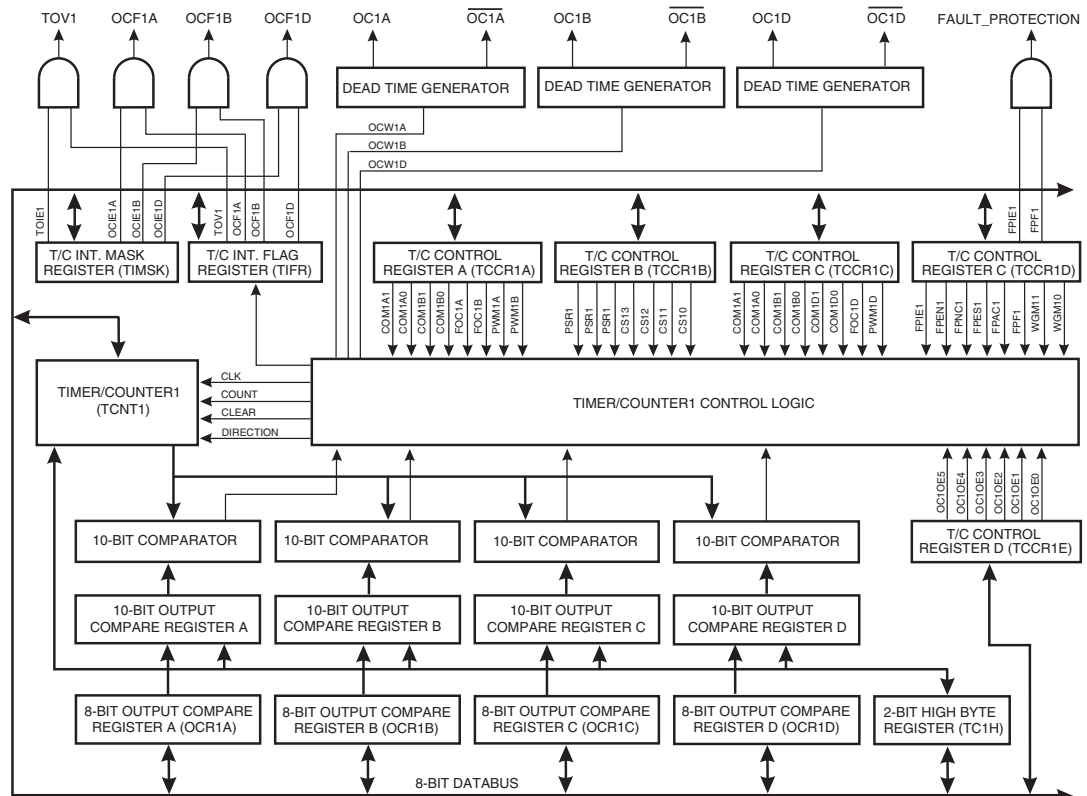 TOV1 OCF1A OCF1B OCF1D OC1A OC1A OC1B OC1B OC1D OC1D FAULT_PROTECTION
DEAD TIME GENERATOR DEAD TIME GENERATOR DEAD TIME GENERATOR
OCW1A
OCW1B
OCW1D
TOIE1 OCIE1A OCIE1B OCIE1D TOV1 OCF1A OCF1B OCF1D FPIE1 FPF1
T/C INT. MASK
REGISTER (TIMSK)
T/C INT. FLAG
REGISTER (TIFR)
T/C CONTROL
REGISTER A (TCCR1A)
T/C CONTROL
REGISTER B (TCCR1B)
T/C CONTROL
REGISTER C (TCCR1C)
T/C CONTROL
REGISTER C (TCCR1D)
COM1A1 COM1A0 COM1B1 COM1B0 FOC1A FOC1B PWM1A PWM1B
PSR1 PSR1 PSR1 CS13 CS12 CS11 CS10
COM1A1 COM1A0 COM1B1 COM1B0 COM1D1 COM1D0 FOC1D PWM1D
FPIE1 FPEN1 FPNC1 FPES1 FPAC1 FPF1 WGM11 WGM10
TIMER/COUNTER1
(TCNT1)
CLK
COUNT
CLEAR
DIRECTION
TIMER/COUNTER1 CONTROL LOGIC
OC1OE5 OC1OE4 OC1OE3 OC1OE2 OC1OE1 OC1OE0
10-BIT COMPARATOR 10-BIT COMPARATOR 10-BIT COMPARATOR 10-BIT COMPARATOR
T/C CONTROL
REGISTER D (TCCR1E)
10-BIT OUTPUT
COMPARE REGISTER A
10-BIT OUTPUT
COMPARE REGISTER B
10-BIT OUTPUT
COMPARE REGISTER C
10-BIT OUTPUT
COMPARE REGISTER D
8-BIT OUTPUT COMPARE
REGISTER A (OCR1A)
8-BIT OUTPUT COMPARE
REGISTER B (OCR1B)
8-BIT OUTPUT COMPARE
REGISTER C (OCR1C)
8-BIT OUTPUT COMPARE
REGISTER D (OCR1D)
2-BIT HIGH BYTE
REGISTER (TC1H)
8-BIT DATABUS